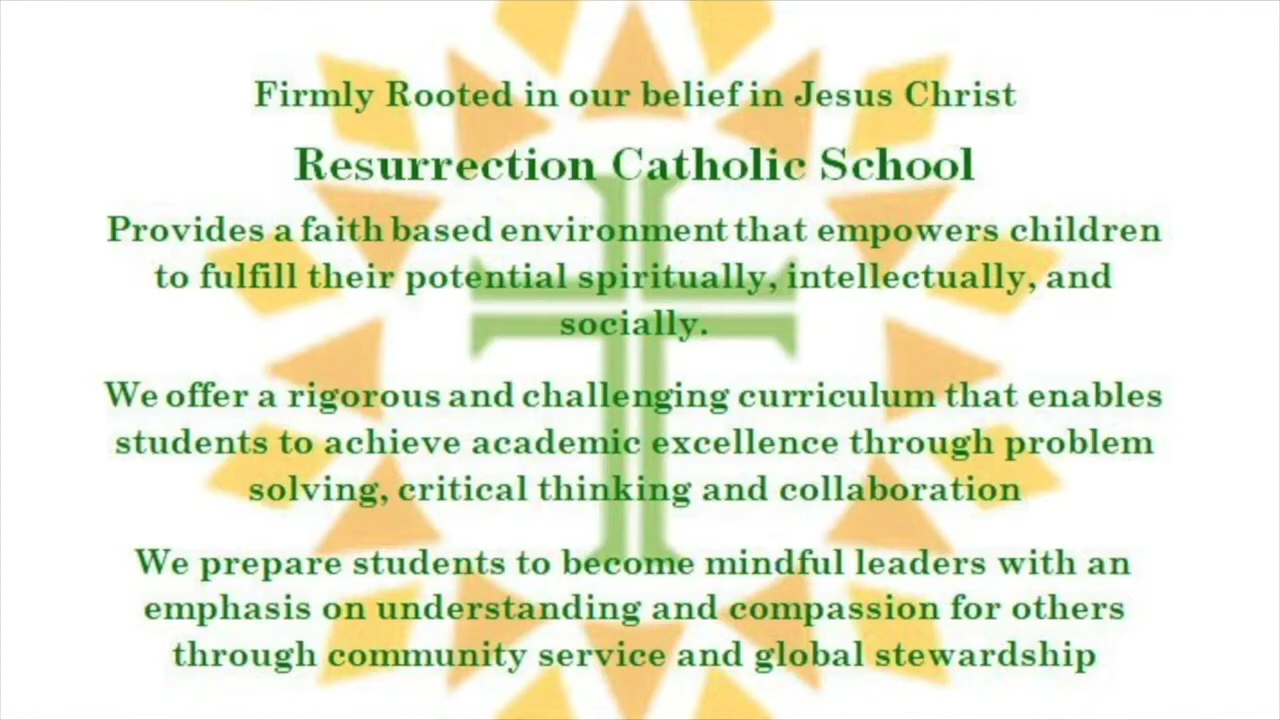 Firmly Rooted in our belief in Jesus Christ
Resurrection Catholic School
Provides a faith based environment that empowers children
to fulfill their potential spiritually, intellectually, and
socially.
We offer a rigorous and challenging curriculum that enables
students to achieve academic excellence through problem
solving, critical thinking and collaboration
We prepare students to become mindful leaders with an
emphasis on understanding and compassion for others
through community service and global stewardship